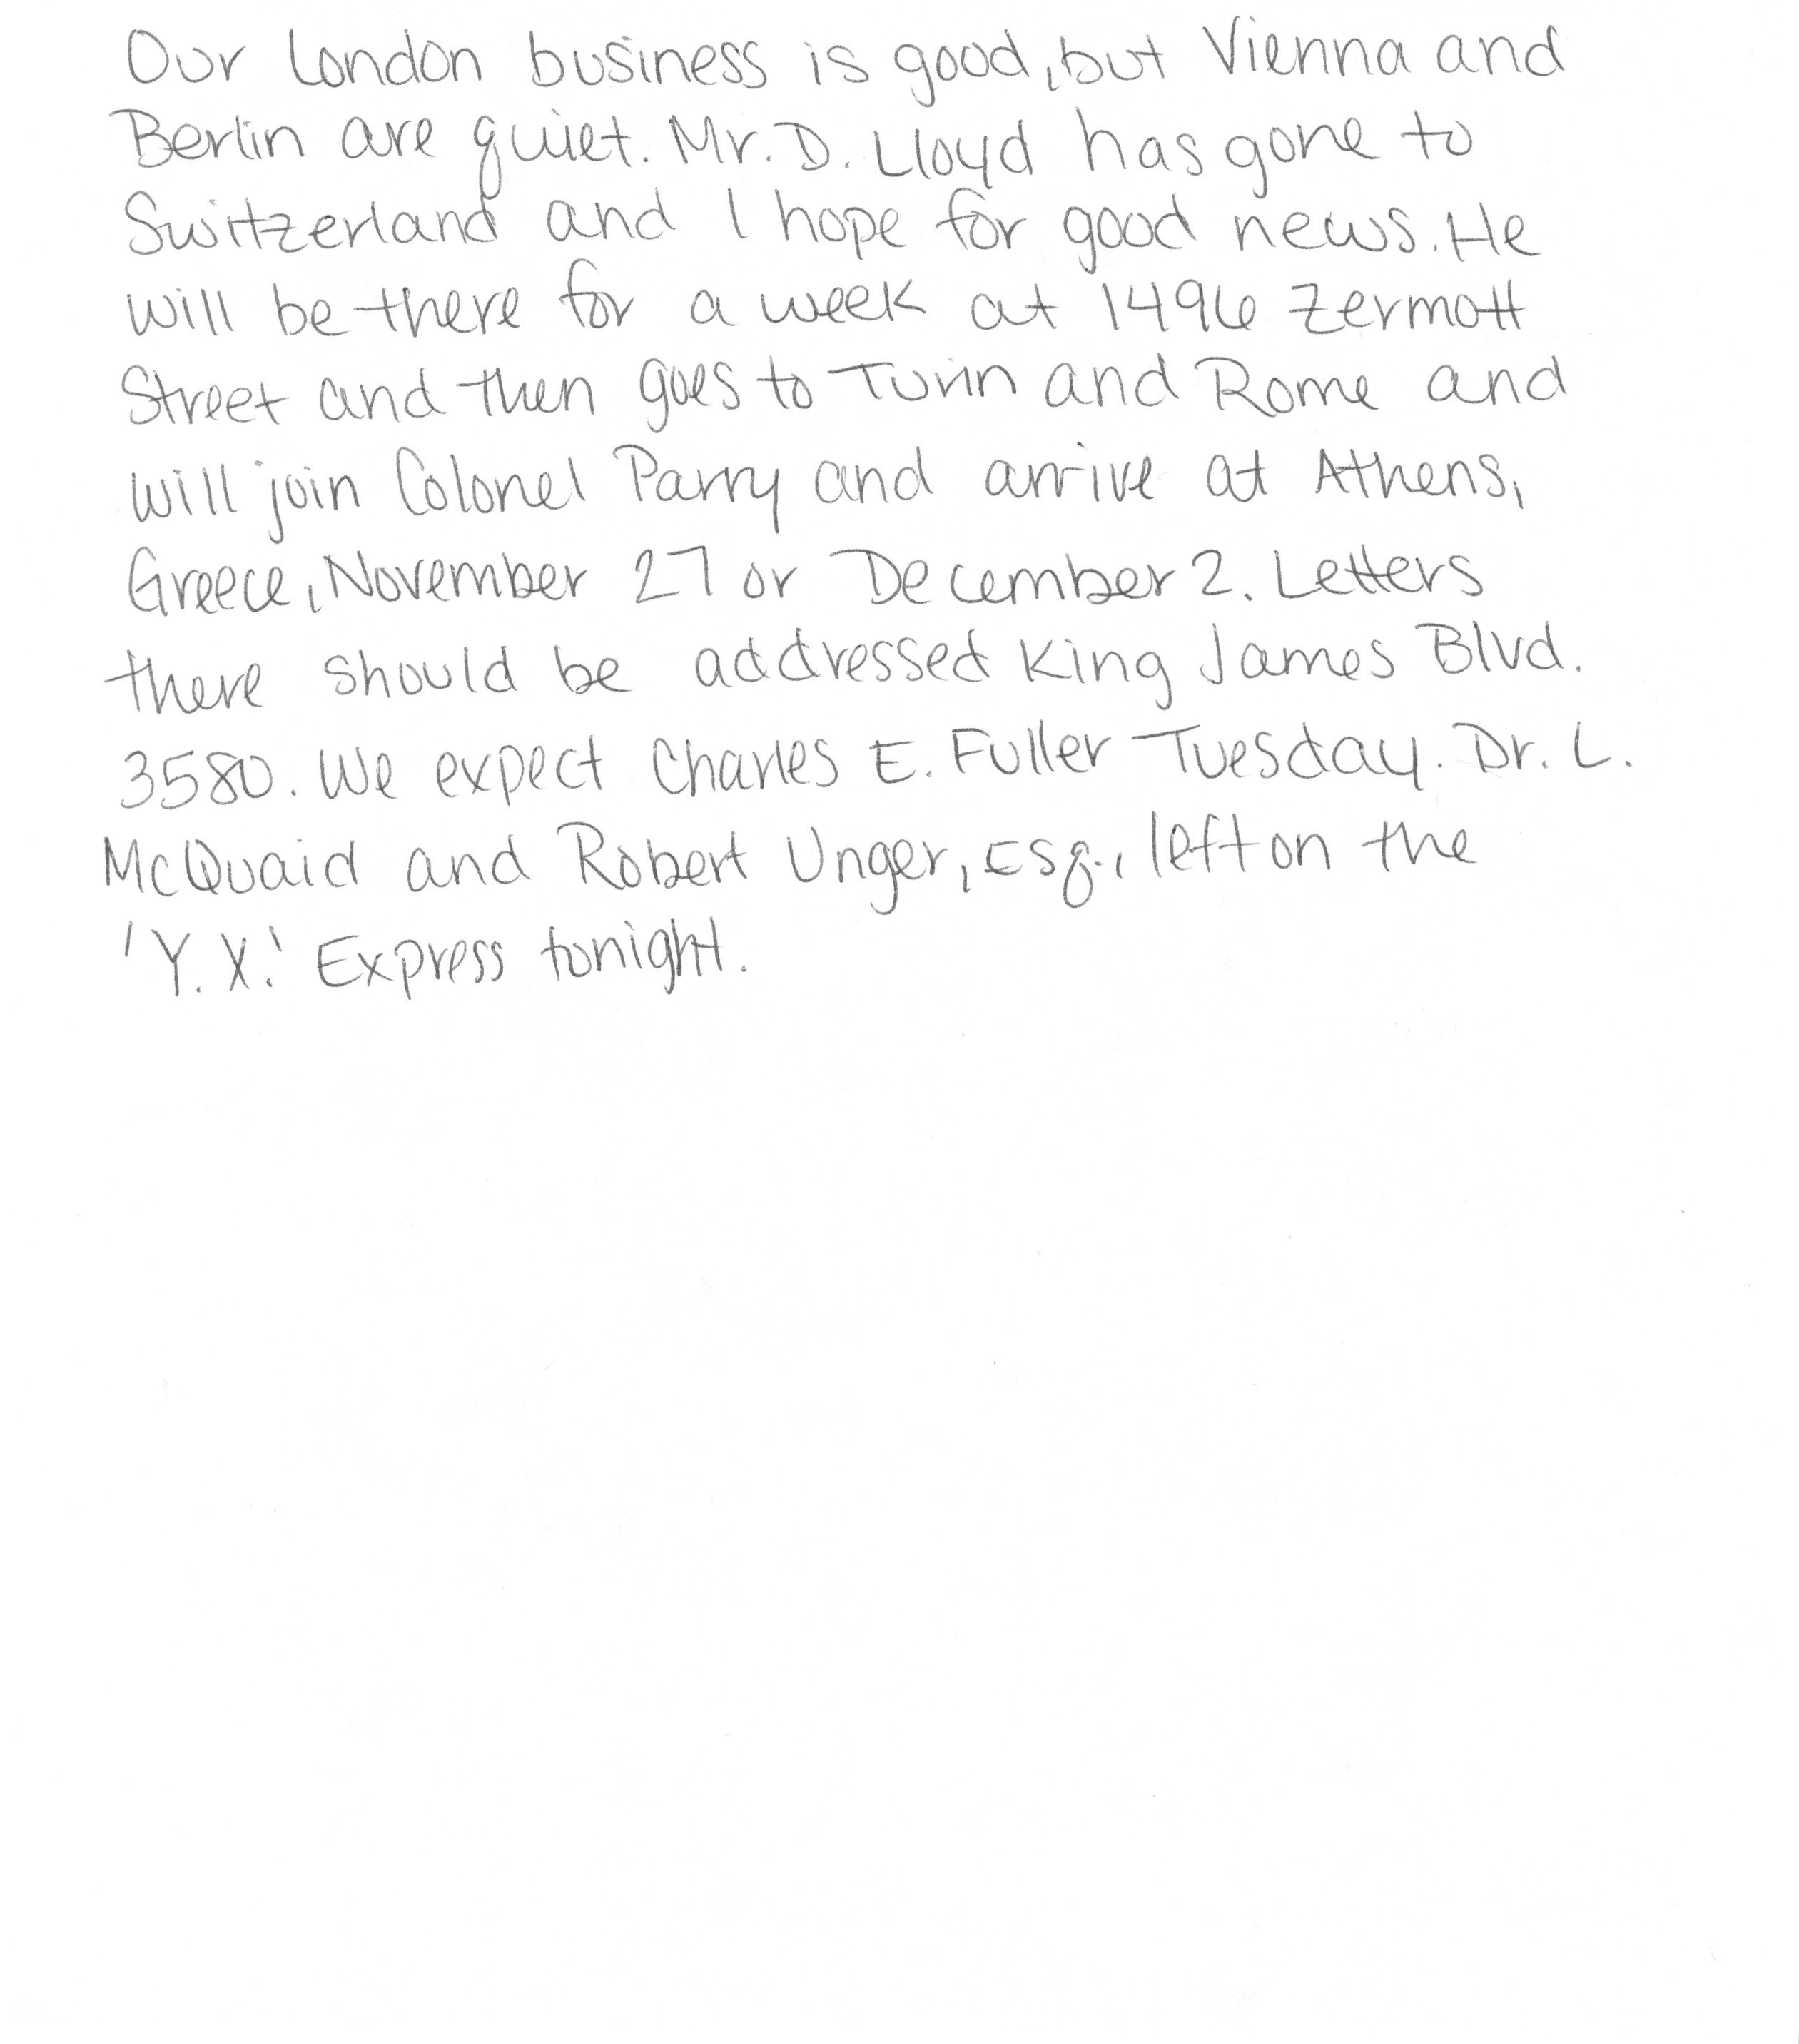 Our London business is good, but Vienna and
Berlin are quiet. Mr. D. Lloyd has gone to
Switzerland and I hope for good news. He
will be there for a week at 1496 Zermott
Street and then goes to Turin and Rome and
will join Colonel Parry and arrive at Athens,
Greece, November 27 or December 2. Letters
there should be addressed King James Blvd.
3580. We expect Charles E. Fuller Tuesday. Dr. L.
McQuaid and Robert Unger, Esq., left on the
'Y.X.' Express tonight.